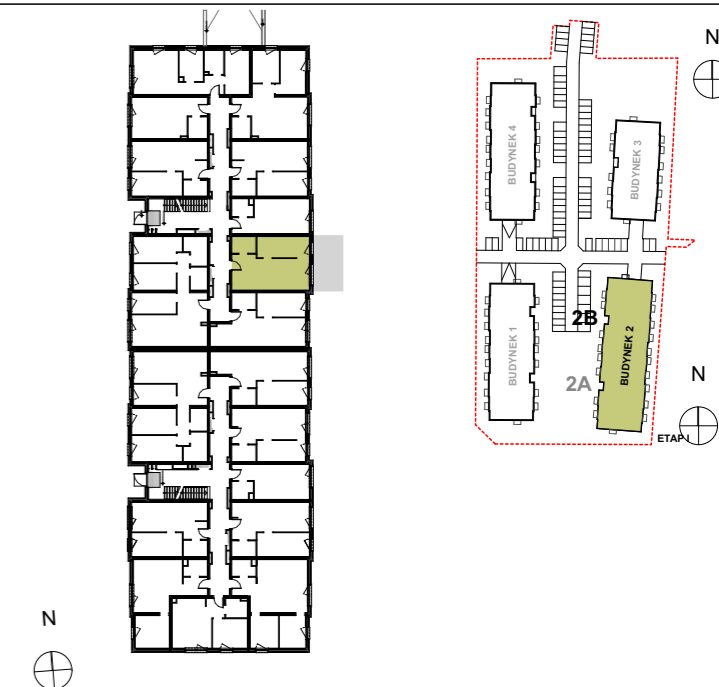 N
BUDYNEK 4
BUDYNEK 3
2B
BUDYNEK 1
BUDYNEK 2
2A
N
ETAP I
N